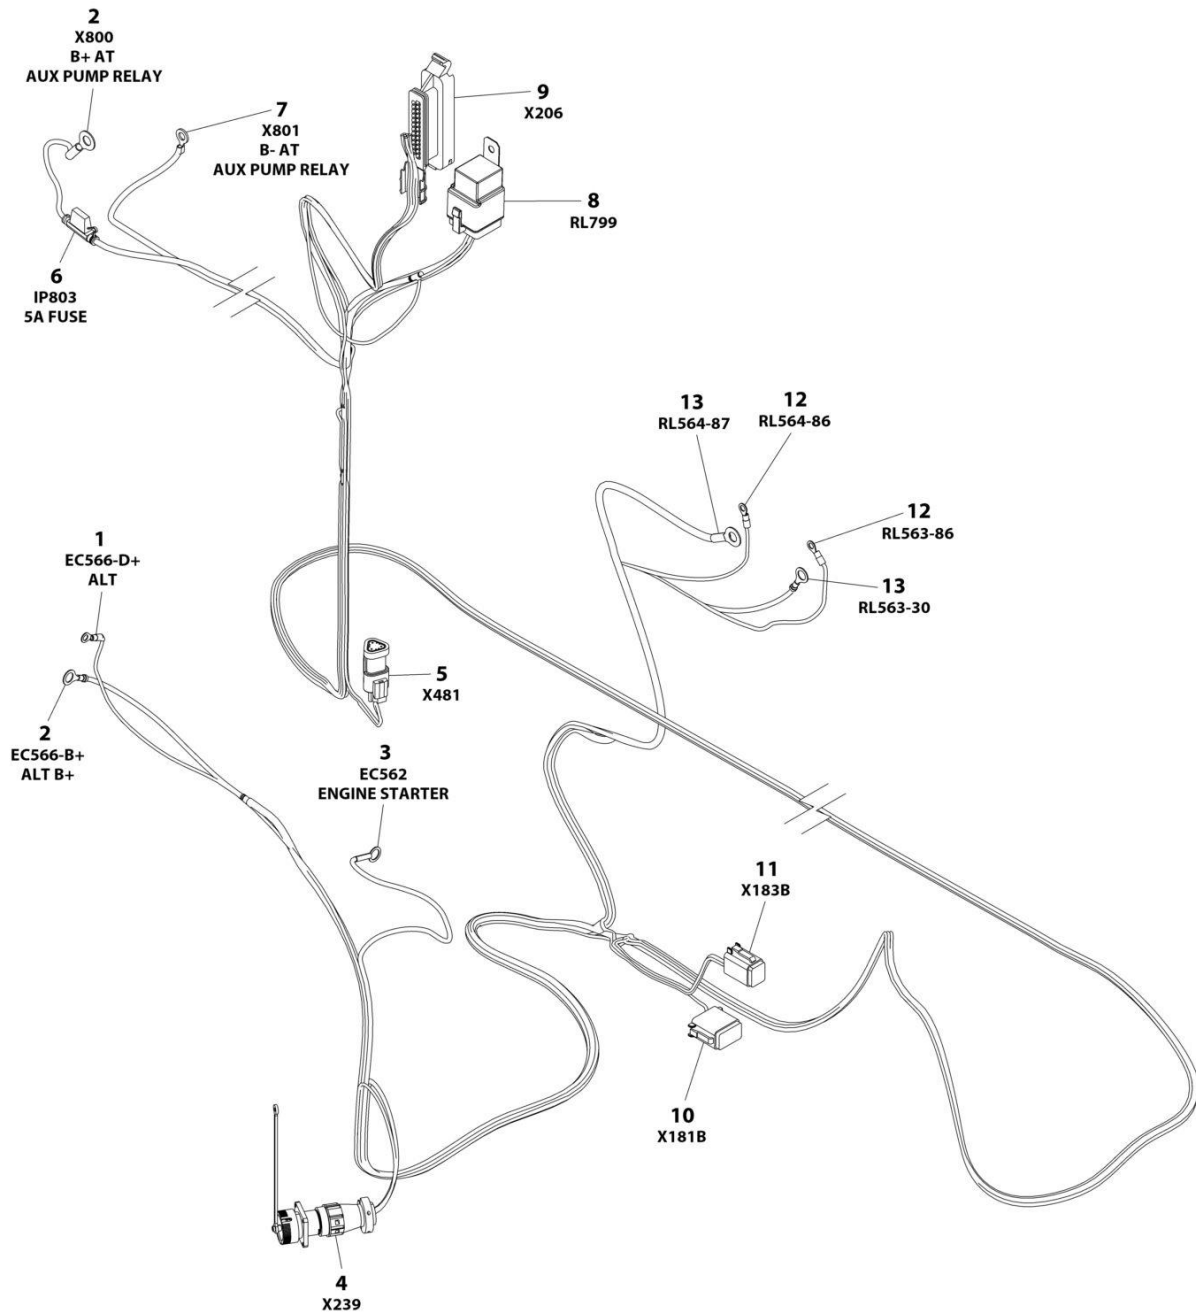 2
X800
B+ AT
AUX PUMP RELAY
7
X801
B- AT
AUX PUMP RELAY
9
X206
8
RL799
6
IP803
5A FUSE
13
RL564-87
12
RL564-86
12
RL563-86
13
RL563-30
1
EC566-D+
ALT
2
EC566-B+
ALT B+
5
X481
3
EC562
ENGINE STARTER
11
X183B
10
X181B
4
X239